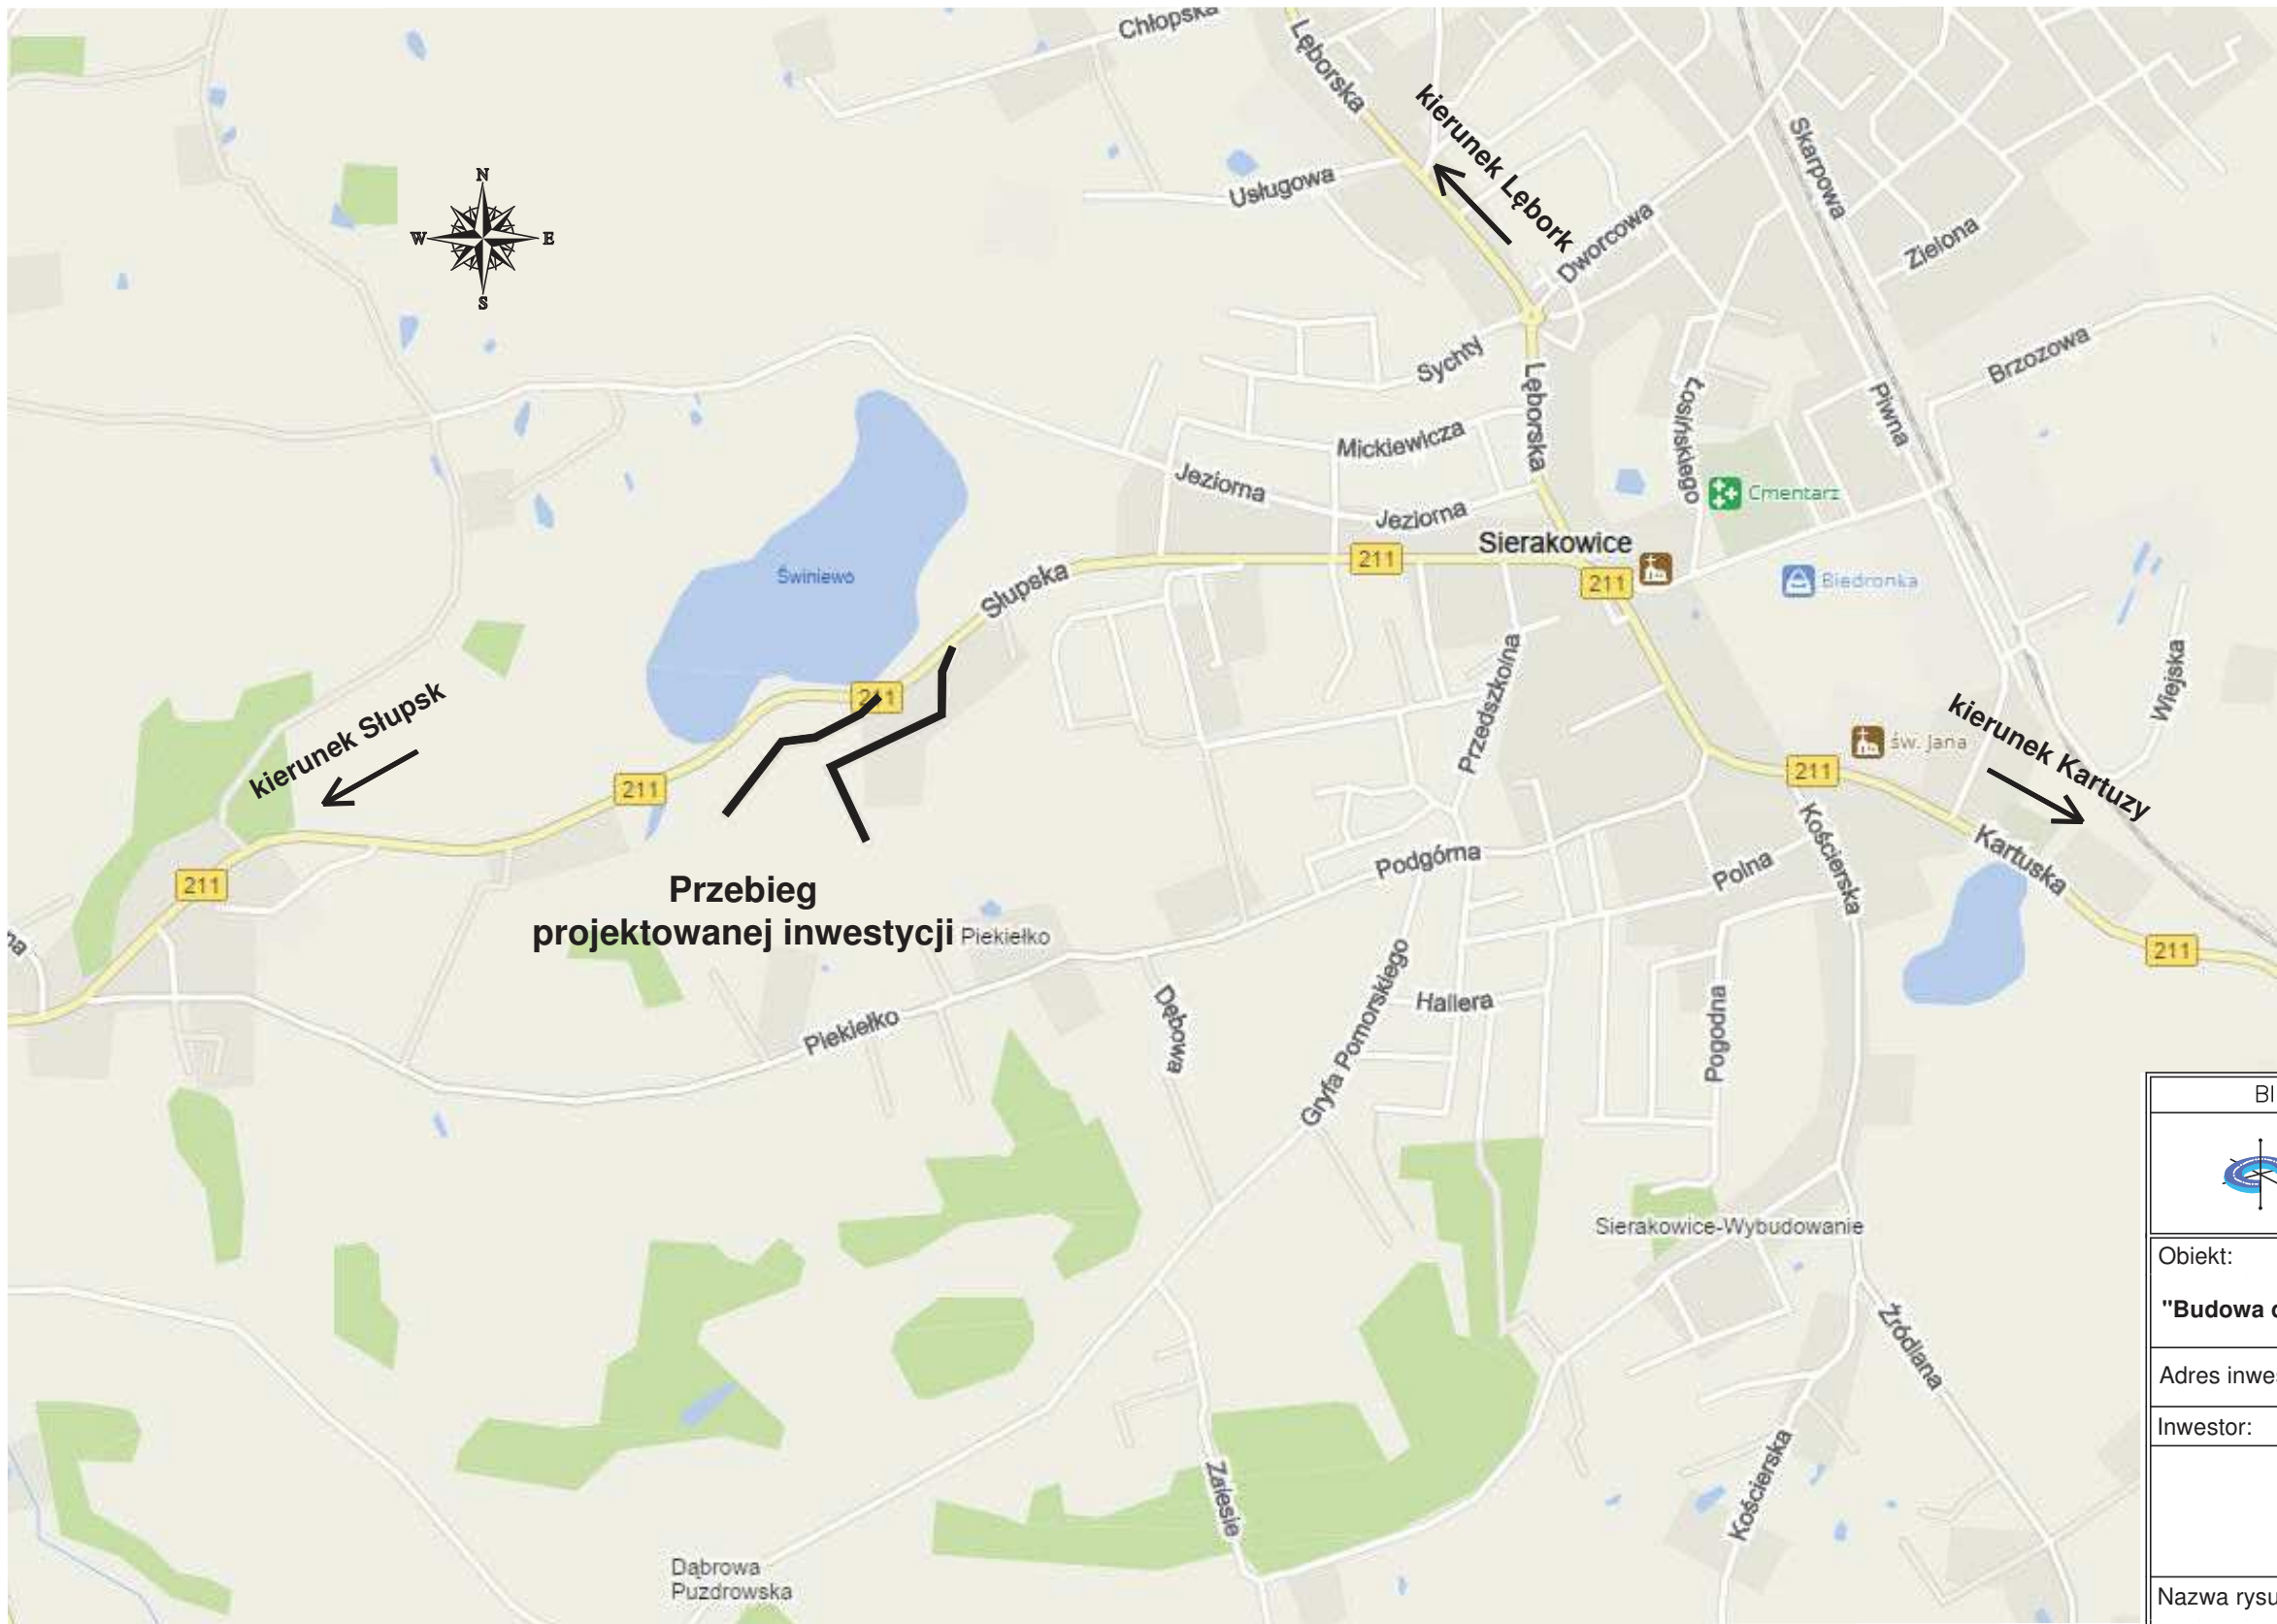 Chłopska
Lęborska
kierunek Lębork
Skarpowa
Usługowa
Dworcowa
Zielona
N
W
E
S
Sychty
Lęborska
Łosińskiego
Piwna
Brzozowa
Mickiewicza
Jeziorna
Jeziorna
Cmentarz
Sierakowice
211
211
Biedronka
Świniewo
Słupska
Przedszkolna
Wiejska
kierunek Słupsk
211
211
św. Jana
kierunek Kartuzy
211
211
Kościerska
Kartuska
Podgórna
Polna
Przebieg
projektowanej inwestycji
Piekiełko
211
na
Piekiełko
Dębowa
Gryfa Pomorskiego
Hallera
Pogodna
Sierakowice-Wybudowanie
Źródlana
Kościerska
Zalesie
Dąbrowa
Puzdrowska
BI
Obiekt:
"Budowa
Adres inwe
Inwestor:
Nazwa rysu